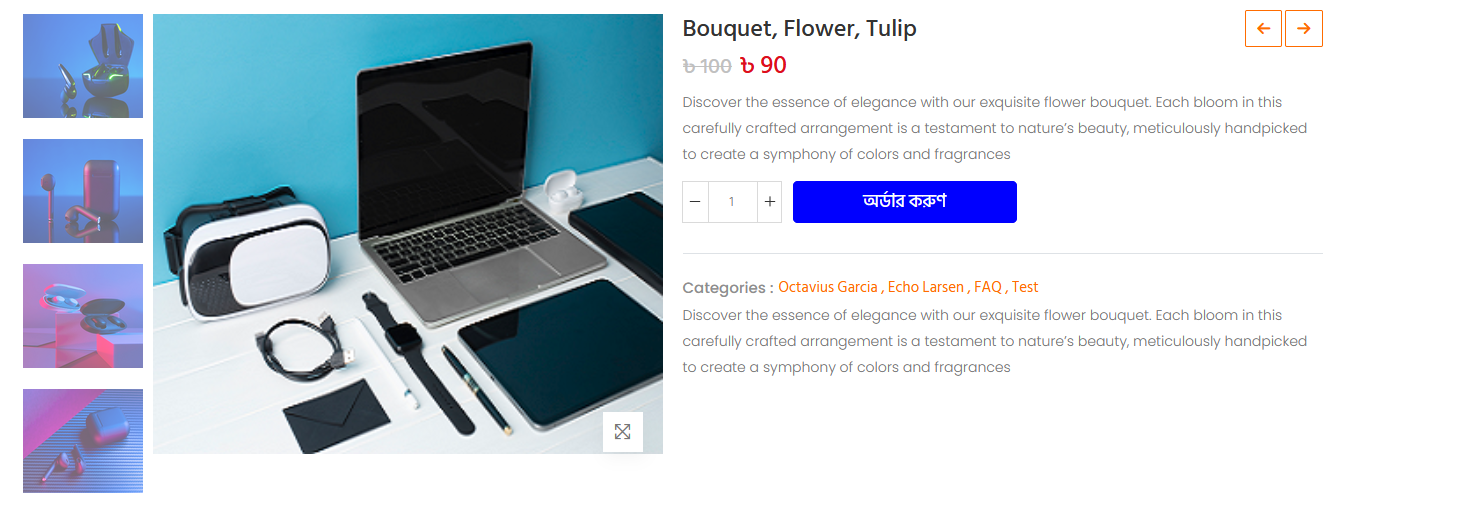 Bouquet, Flower, Tulip
৳ 100 ৳ 90
Discover the essence of elegance with our exquisite flower bouquet. Each bloom in this
carefully crafted arrangement is a testament to nature's beauty, meticulously handpicked
to create a symphony of colors and fragrances
− 1 + অর্ডার করুণ
Categories : Octavius Garcia , Echo Larsen , FAQ , Test
Discover the essence of elegance with our exquisite flower bouquet. Each bloom in this
carefully crafted arrangement is a testament to nature's beauty, meticulously handpicked
to create a symphony of colors and fragrances